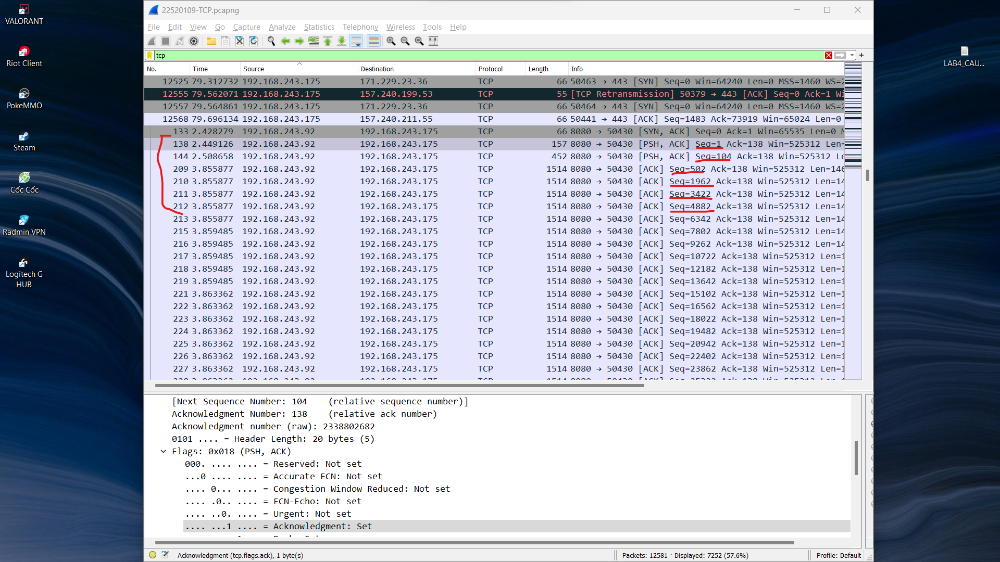 VALORANT
Riot Client
PokeMMO
Steam
Cốc Cốc
Radmin VPN
Logitech G
HUB
LAB4_CAU...
22520109-TCP.pcapng
File Edit View Go Capture Analyze Statistics Telephony Wireless Tools Help
tcp
No. Time Source Destination Protocol Length Info
12525 79.312732 192.168.243.175 171.229.23.36 TCP 66 50463 → 443 [SYN] Seq=0 Win=64240 Len=0 MSS=1460 WS=2
12555 79.562071 192.168.243.175 157.240.199.53 TCP 55 [TCP Retransmission] 50379 → 443 [ACK] Seq=0 Ack=1 Wi
12557 79.564861 192.168.243.175 171.229.23.36 TCP 66 50464 → 443 [SYN] Seq=0 Win=64240 Len=0 MSS=1460 WS=2
12568 79.696134 192.168.243.175 157.240.211.55 TCP 66 50441 → 443 [ACK] Seq=1483 Ack=73919 Win=65024 Len=0
133 2.428279 192.168.243.92 192.168.243.175 TCP 66 8080 → 50430 [SYN, ACK] Seq=0 Ack=1 Win=65535 Len=0 M
138 2.449126 192.168.243.92 192.168.243.175 TCP 157 8080 → 50430 [PSH, ACK] Seq=1 Ack=138 Win=525312 Len=
144 2.508658 192.168.243.92 192.168.243.175 TCP 452 8080 → 50430 [PSH, ACK] Seq=104 Ack=138 Win=525312 Le
209 3.855877 192.168.243.92 192.168.243.175 TCP 1514 8080 → 50430 [ACK] Seq=502 Ack=138 Win=525312 Len=146
210 3.855877 192.168.243.92 192.168.243.175 TCP 1514 8080 → 50430 [ACK] Seq=1962 Ack=138 Win=525312 Len=14
211 3.855877 192.168.243.92 192.168.243.175 TCP 1514 8080 → 50430 [ACK] Seq=3422 Ack=138 Win=525312 Len=14
212 3.855877 192.168.243.92 192.168.243.175 TCP 1514 8080 → 50430 [ACK] Seq=4882 Ack=138 Win=525312 Len=14
213 3.855877 192.168.243.92 192.168.243.175 TCP 1514 8080 → 50430 [ACK] Seq=6342 Ack=138 Win=525312 Len=14
215 3.859485 192.168.243.92 192.168.243.175 TCP 1514 8080 → 50430 [ACK] Seq=7802 Ack=138 Win=525312 Len=14
216 3.859485 192.168.243.92 192.168.243.175 TCP 1514 8080 → 50430 [ACK] Seq=9262 Ack=138 Win=525312 Len=14
217 3.859485 192.168.243.92 192.168.243.175 TCP 1514 8080 → 50430 [ACK] Seq=10722 Ack=138 Win=525312 Len=1
218 3.859485 192.168.243.92 192.168.243.175 TCP 1514 8080 → 50430 [ACK] Seq=12182 Ack=138 Win=525312 Len=1
219 3.859485 192.168.243.92 192.168.243.175 TCP 1514 8080 → 50430 [ACK] Seq=13642 Ack=138 Win=525312 Len=1
221 3.863362 192.168.243.92 192.168.243.175 TCP 1514 8080 → 50430 [ACK] Seq=15102 Ack=138 Win=525312 Len=1
222 3.863362 192.168.243.92 192.168.243.175 TCP 1514 8080 → 50430 [ACK] Seq=16562 Ack=138 Win=525312 Len=1
223 3.863362 192.168.243.92 192.168.243.175 TCP 1514 8080 → 50430 [ACK] Seq=18022 Ack=138 Win=525312 Len=1
224 3.863362 192.168.243.92 192.168.243.175 TCP 1514 8080 → 50430 [ACK] Seq=19482 Ack=138 Win=525312 Len=1
225 3.863362 192.168.243.92 192.168.243.175 TCP 1514 8080 → 50430 [ACK] Seq=20942 Ack=138 Win=525312 Len=1
226 3.863362 192.168.243.92 192.168.243.175 TCP 1514 8080 → 50430 [ACK] Seq=22402 Ack=138 Win=525312 Len=1
227 3.863362 192.168.243.92 192.168.243.175 TCP 1514 8080 → 50430 [ACK] Seq=23862 Ack=138 Win=525312 Len=1
[Next Sequence Number: 104 (relative sequence number)]
Acknowledgment Number: 138 (relative ack number)
Acknowledgment number (raw): 2338802682
0101 .... = Header Length: 20 bytes (5)
Flags: 0x018 (PSH, ACK)
000. .... .... = Reserved: Not set
...0 .... .... = Accurate ECN: Not set
.... 0... .... = Congestion Window Reduced: Not set
.... .0.. .... = ECN-Echo: Not set
.... ..0. .... = Urgent: Not set
.... ...1 .... = Acknowledgment: Set
Acknowledgment (tcp.flags.ack), 1 byte(s)
Packets: 12581 · Displayed: 7252 (57.6%)
Profile: Default